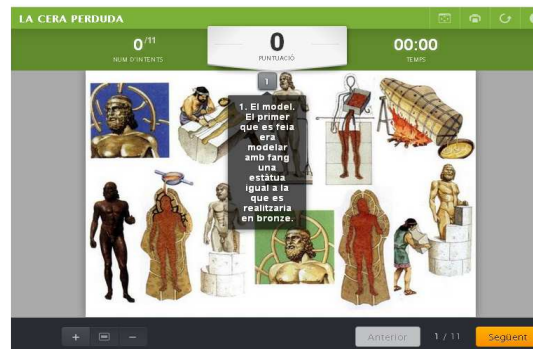 LA CERA PERDUDA
0/11
NUM D'INTENTS
0
PUNTUACIÓ
00:00
TEMPS
1
1. El model.
El primer
que es feia
era
modelar
amb fang
una
estàtua
igual a la
que es
realitzaria
en bronze.
Anterior
1 / 11
Següent